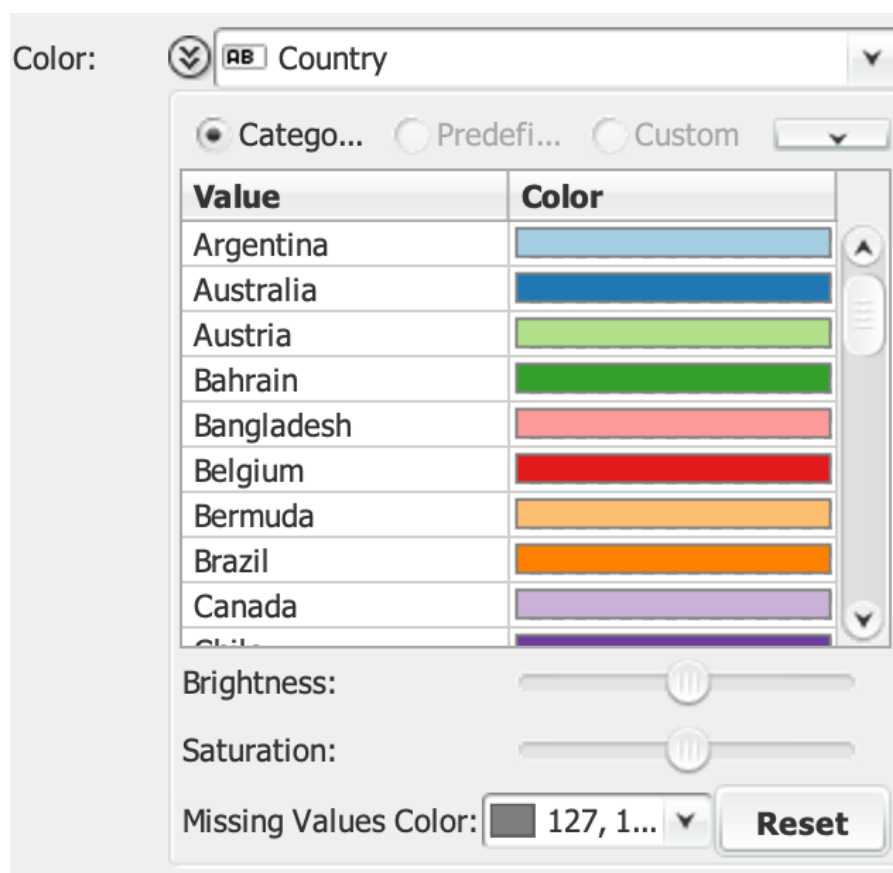 Color: AB Country
Catego... Predefi... Custom
Value Color
Argentina
Australia
Austria
Bahrain
Bangladesh
Belgium
Bermuda
Brazil
Canada
Brightness:
Saturation:
Missing Values Color: 127, 1... Reset